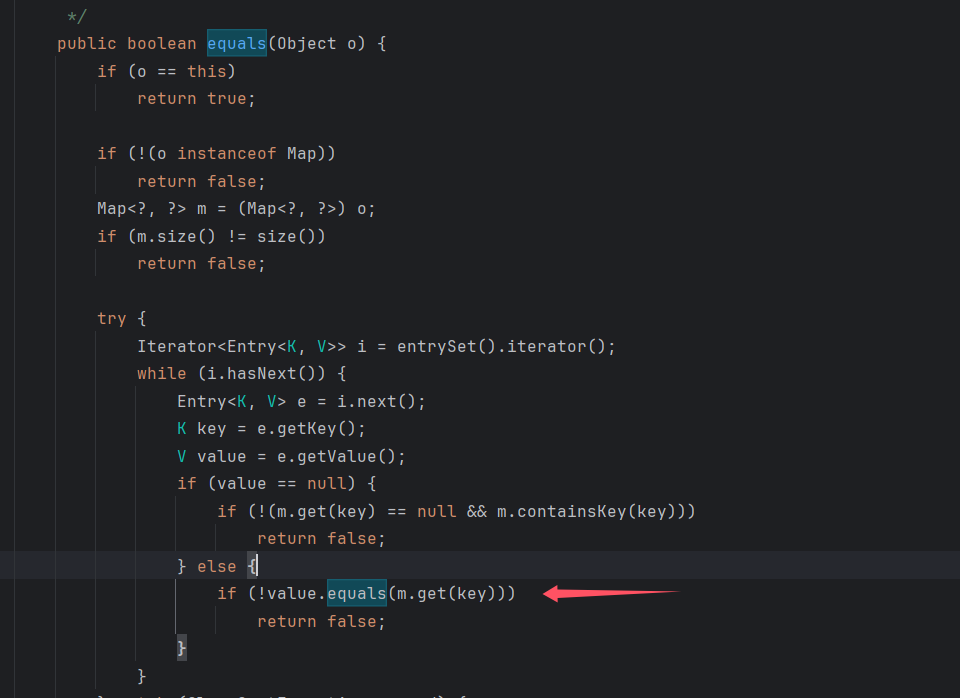 */
public boolean equals(Object o) {
if (o == this)
return true;
if (!(o instanceof Map))
return false;
Map<?, ?> m = (Map<?, ?>) o;
if (m.size() != size())
return false;
try {
Iterator<Entry<K, V>> i = entrySet().iterator();
while (i.hasNext()) {
Entry<K, V> e = i.next();
K key = e.getKey();
V value = e.getValue();
if (value == null) {
if (!(m.get(key) == null && m.containsKey(key)))
return false;
} else {
if (!value.equals(m.get(key)))
return false;
}
}